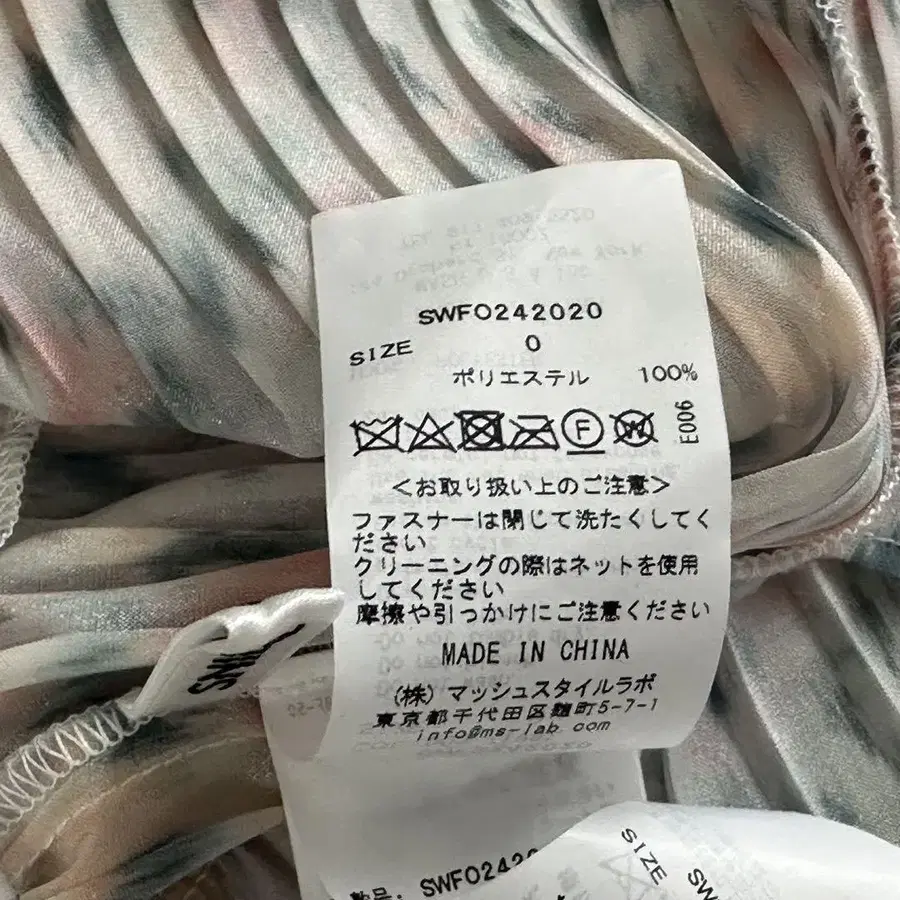 SWFO242020
SIZE 0
ポリエステル 100%
F W
E006
<お取り扱い上のご注意>
ファスナーは閉じて洗たくしてく
ださい
クリーニングの際はネットを使用
してください
摩擦や引っかけにご注意ください
MADE IN CHINA
(株) マッシュスタイルラボ
東京都千代田区麹町5-7-1
info@ms-lab.com
SWFO242
SIZE
SW